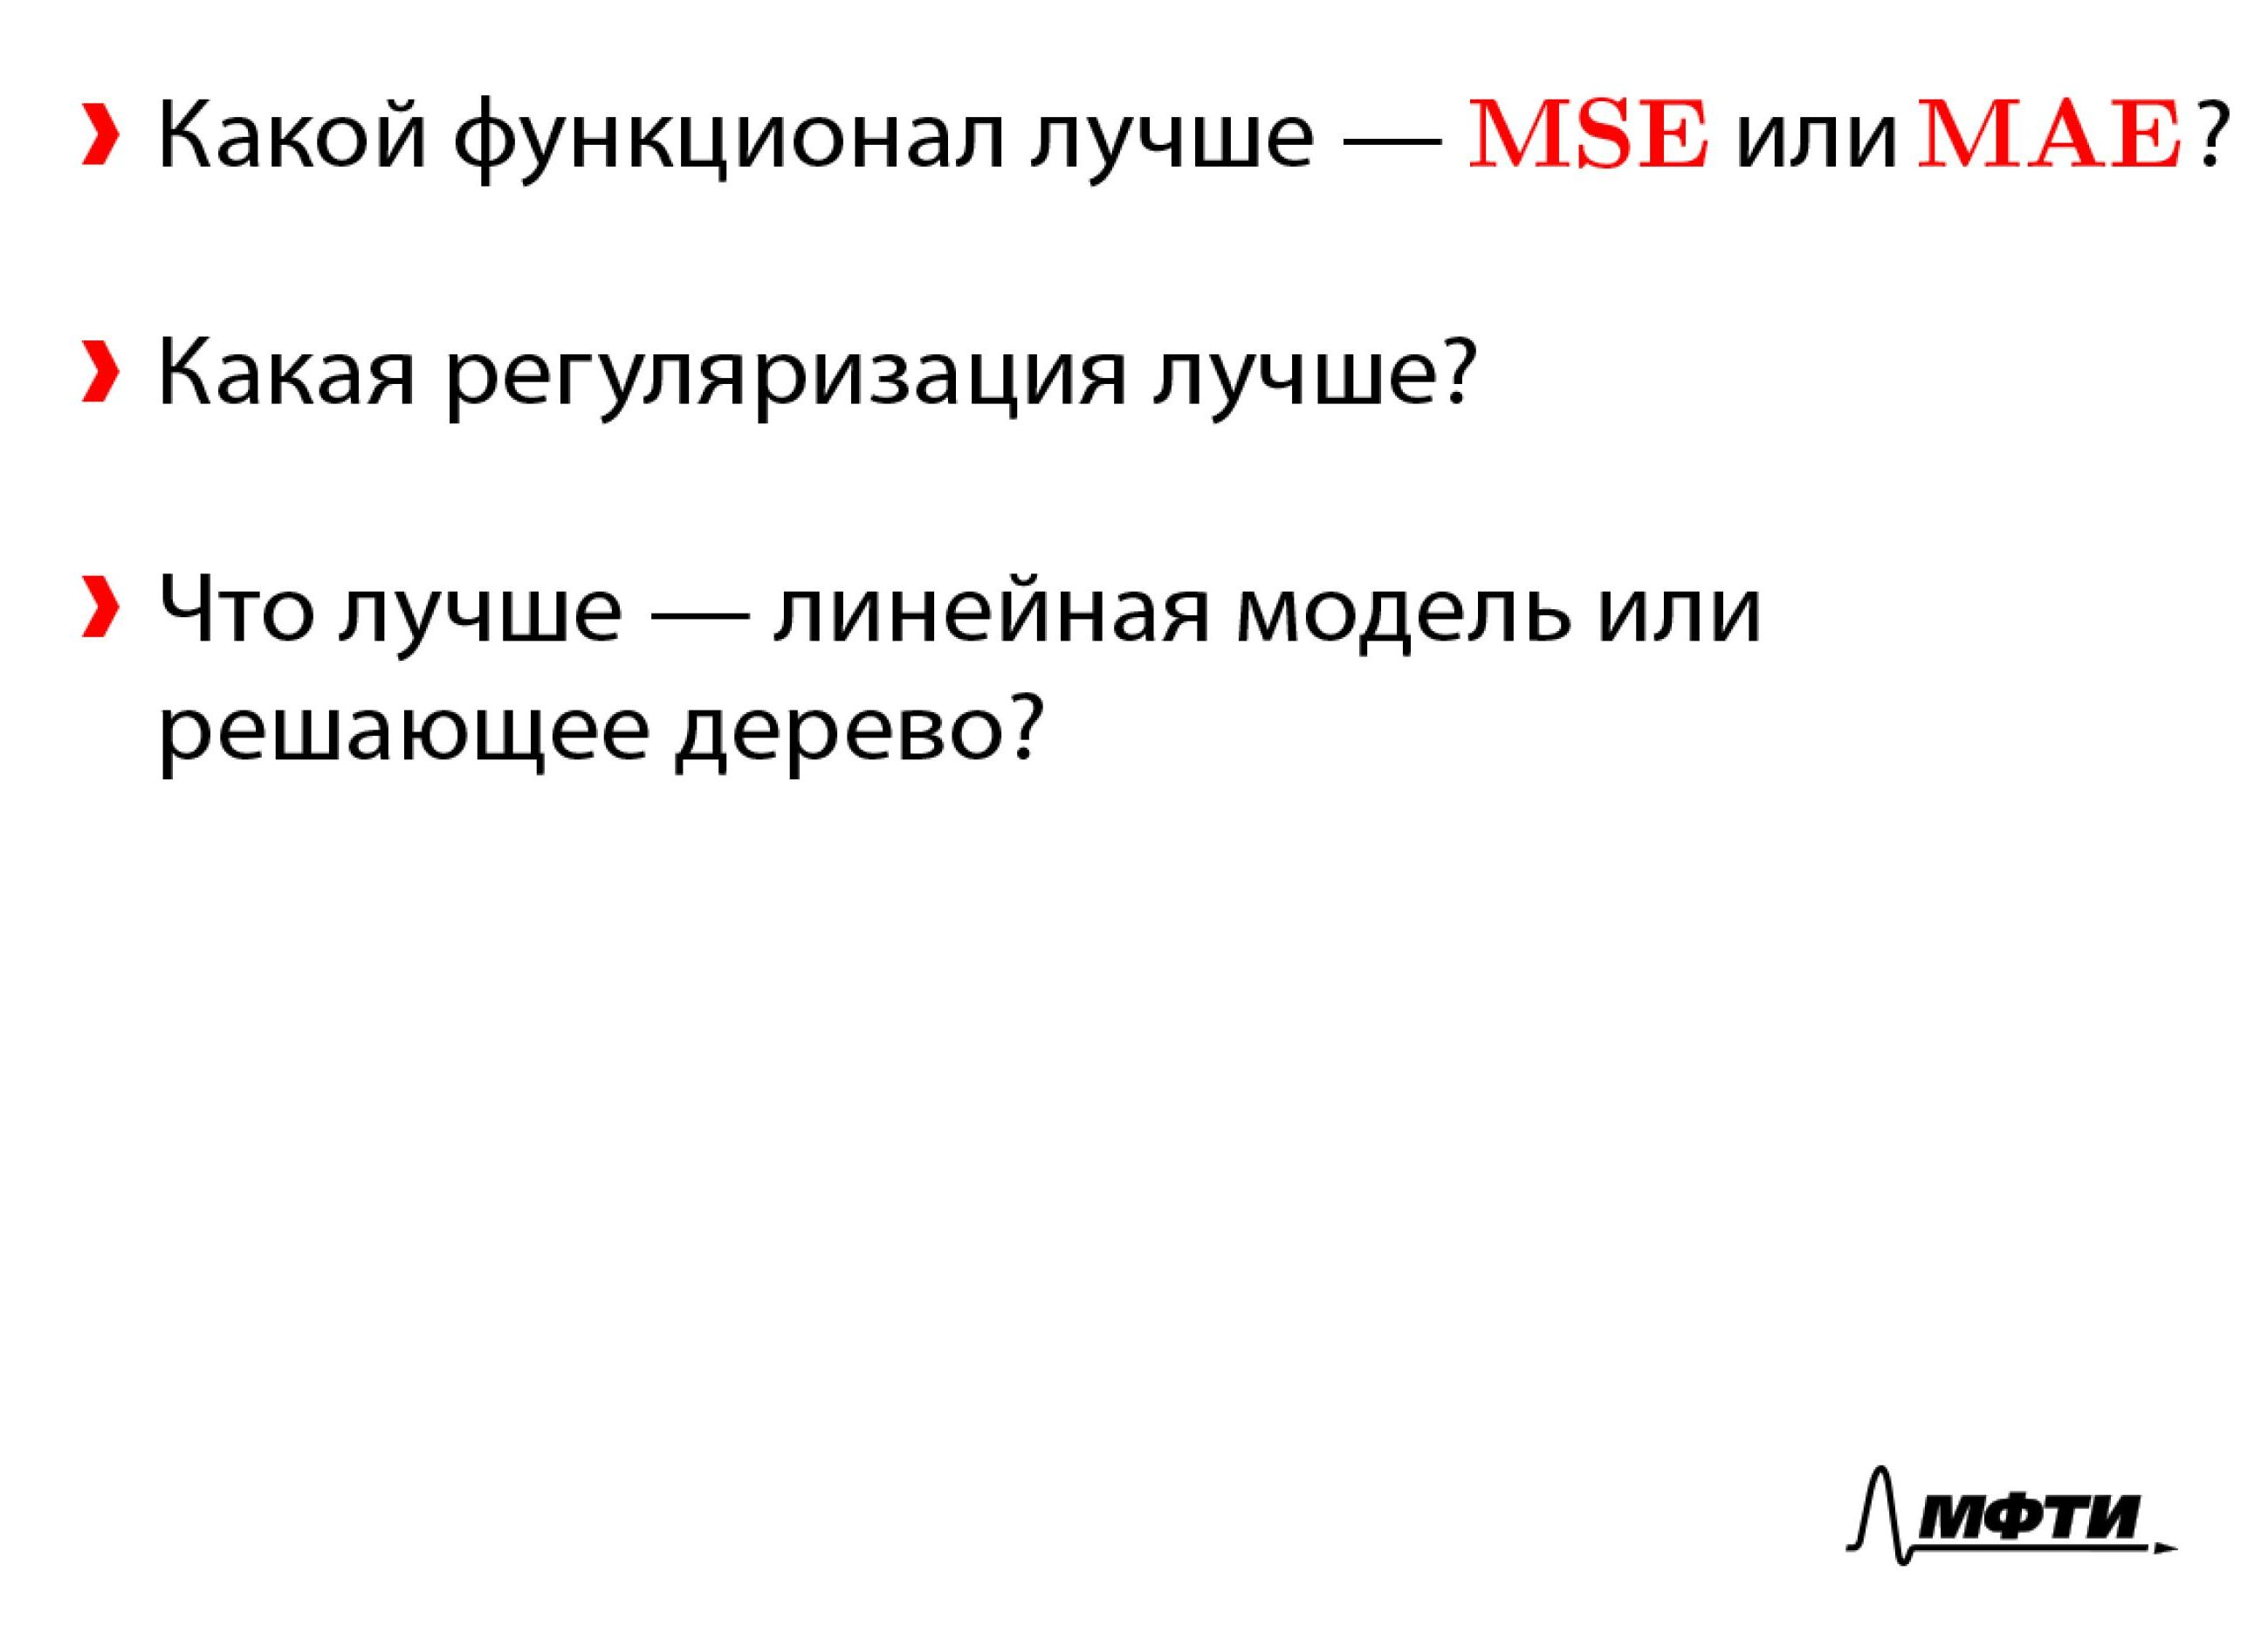 Какой функционал лучше — MSE или MAE?
Какая регуляризация лучше?
Что лучше — линейная модель или
решающее дерево?
МФТИ